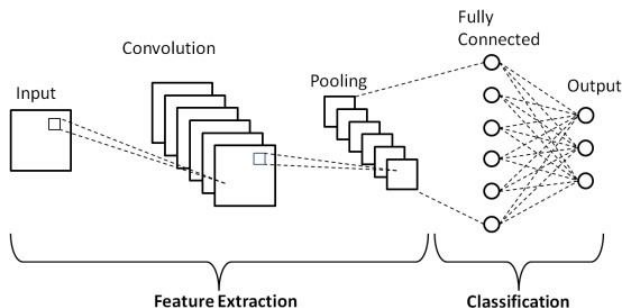 Fully
Connected
Convolution
Pooling
Output
Input
Feature Extraction
Classification